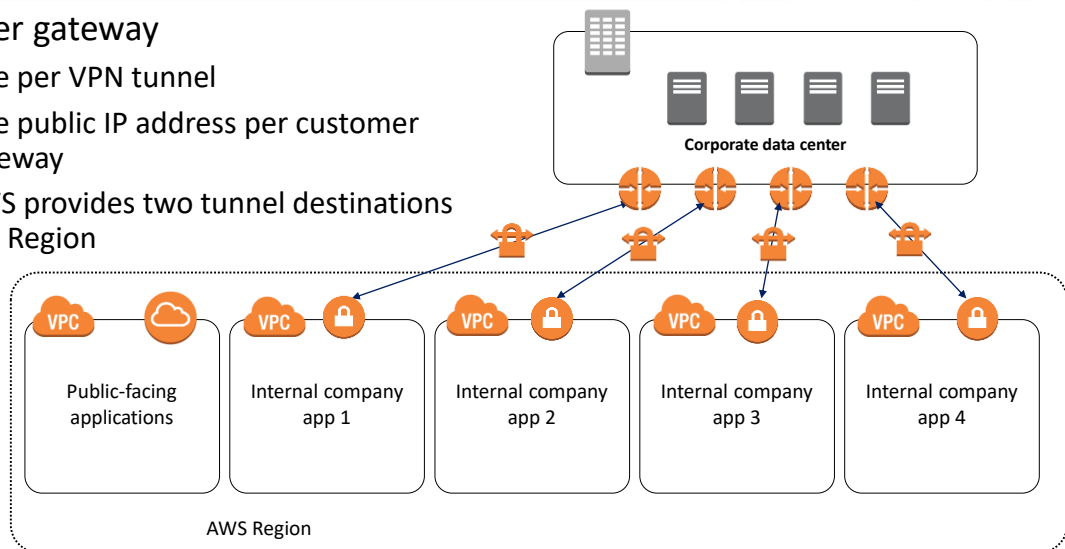 er gateway
e per VPN tunnel
e public IP address per customer
eway
S provides two tunnel destinations
Region
Corporate data center
VPC
VPC
VPC
VPC
VPC
Public-facing
applications
Internal company
app 1
Internal company
app 2
Internal company
app 3
Internal company
app 4
AWS Region